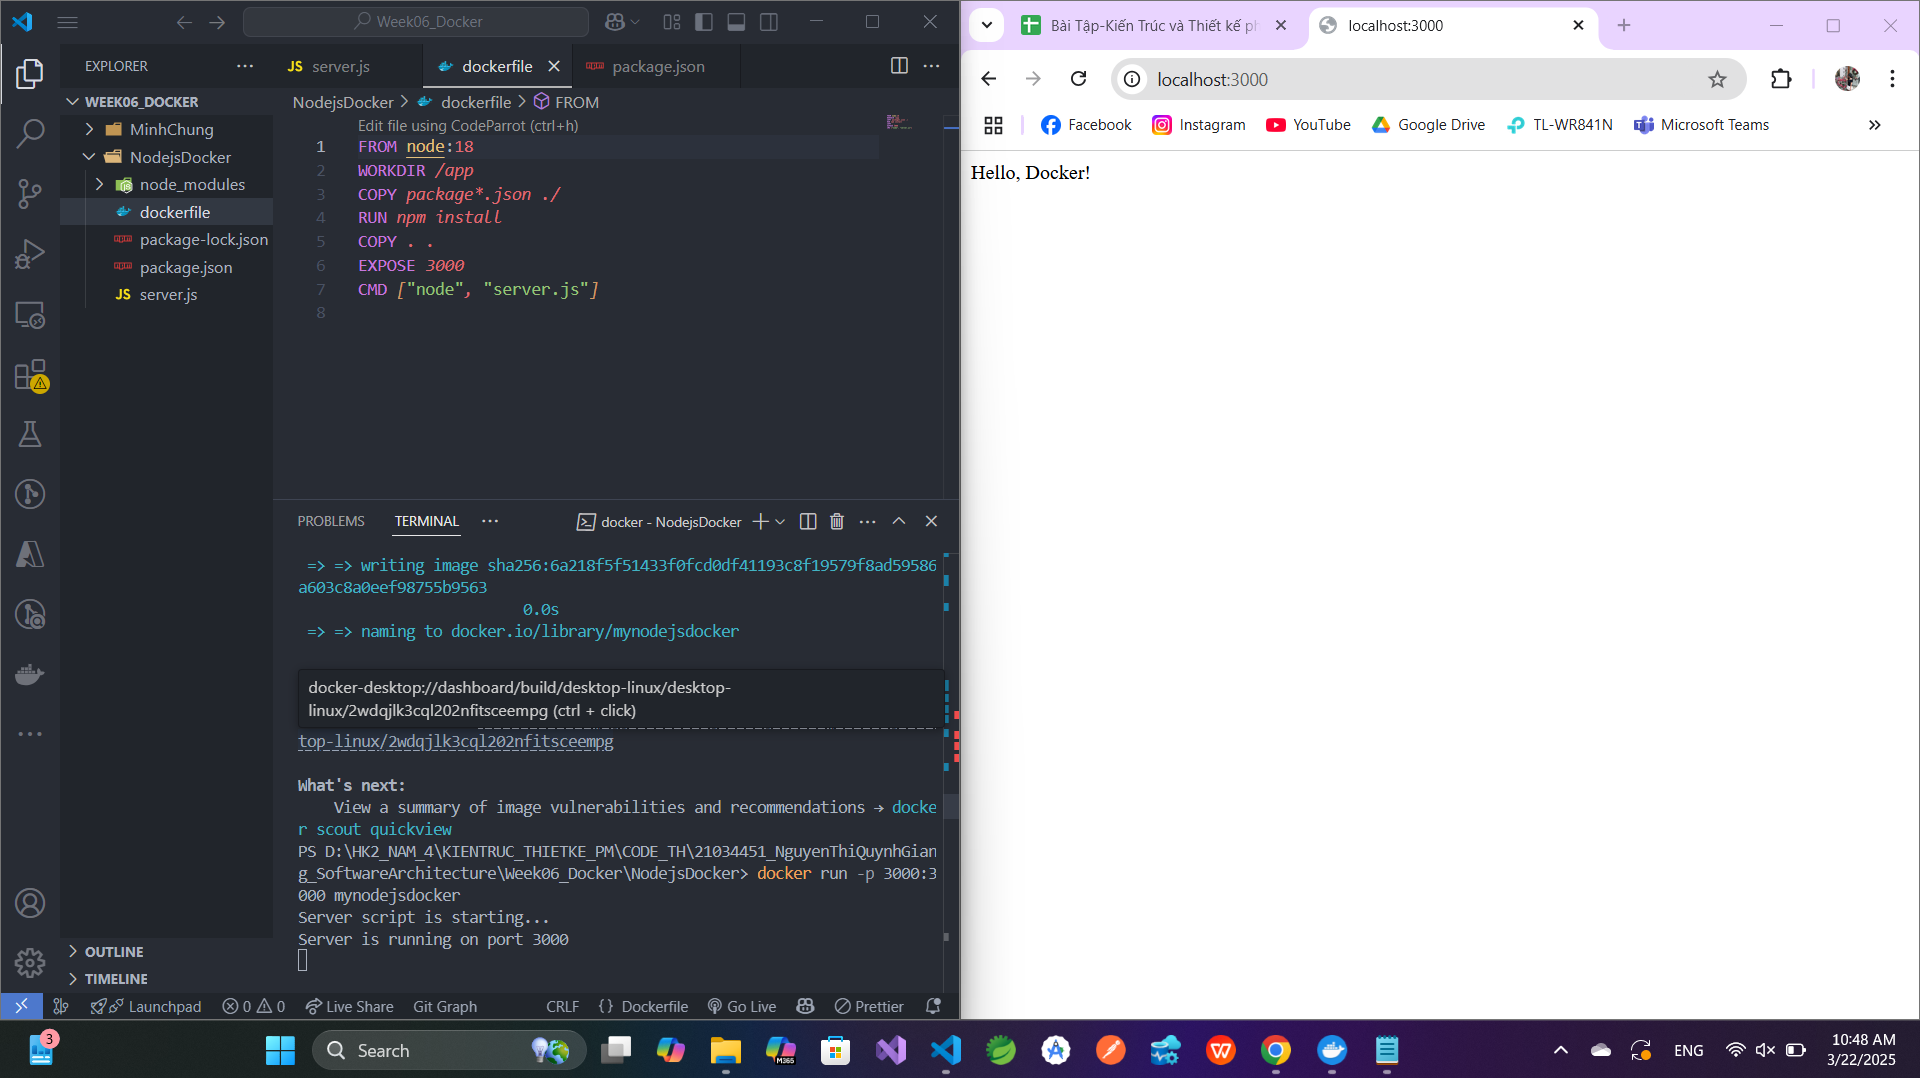 Week06_Docker
EXPLORER
server.js
dockerfile
package.json
WEEK06_DOCKER
MinhChung
NodejsDocker
node_modules
dockerfile
package-lock.json
package.json
JS server.js
OUTLINE
TIMELINE
NodejsDocker > dockerfile > FROM
Edit file using CodeParrot (ctrl+h)
1 FROM node:18
2 WORKDIR /app
3 COPY package*.json ./
4 RUN npm install
5 COPY . .
6 EXPOSE 3000
7 CMD ["node", "server.js"]
8
PROBLEMS TERMINAL docker - NodejsDocker
=> => writing image sha256:6a218f5f51433f0fcd0df41193c8f19579f8ad59586
a603c8a0eef98755b9563
0.0s
=> => naming to docker.io/library/mynodejsdocker
docker-desktop://dashboard/build/desktop-linux/desktop-
linux/2wdqjlk3cql202nfitsceempg (ctrl + click)
top-linux/2wdqjlk3cql202nfitsceempg
What's next:
View a summary of image vulnerabilities and recommendations → docke
r scout quickview
PS D:\HK2_NAM_4\KIENTRUC_THIETKE_PM\CODE_TH\21034451_NguyenThiQuynhGian
g_SoftwareArchitecture\Week06_Docker\NodejsDocker> docker run -p 3000:3
000 mynodejsdocker
Server script is starting...
Server is running on port 3000
Launchpad 0 0 Live Share Git Graph CRLF {} Dockerfile Go Live Prettier
Bài Tập-Kiến Trúc và Thiết kế ph
localhost:3000
localhost:3000
Facebook Instagram YouTube Google Drive TL-WR841N Microsoft Teams
Hello, Docker!
3
Search
M365
ENG
10:48 AM
3/22/2025